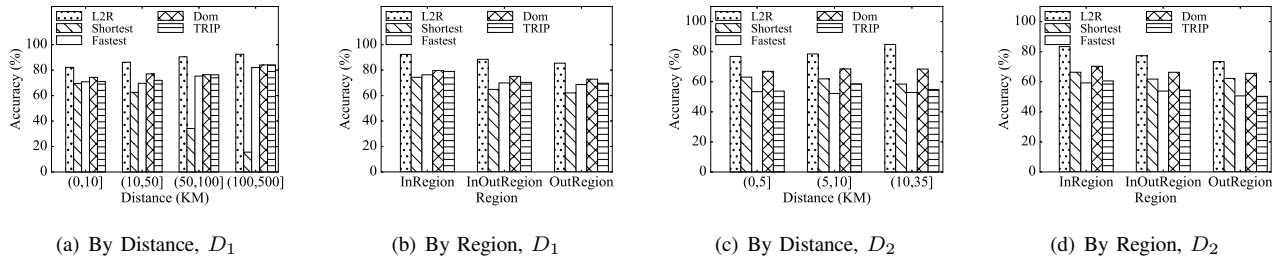 L2R
Shortest
Fastest
Dom
TRIP
Accuracy (%)
100
80
60
40
20
0
(0,10] (10,50] (50,100] (100,500]
Distance (KM)
(a) By Distance, D1
L2R
Shortest
Fastest
Dom
TRIP
Accuracy (%)
100
80
60
40
20
0
InRegion InOutRegion OutRegion
Region
(b) By Region, D1
L2R
Shortest
Fastest
Dom
TRIP
Accuracy (%)
100
80
60
40
20
0
(0,5] (5,10] (10,35]
Distance (KM)
(c) By Distance, D2
L2R
Shortest
Fastest
Dom
TRIP
Accuracy (%)
100
80
60
40
20
0
InRegion InOutRegion OutRegion
Region
(d) By Region, D2